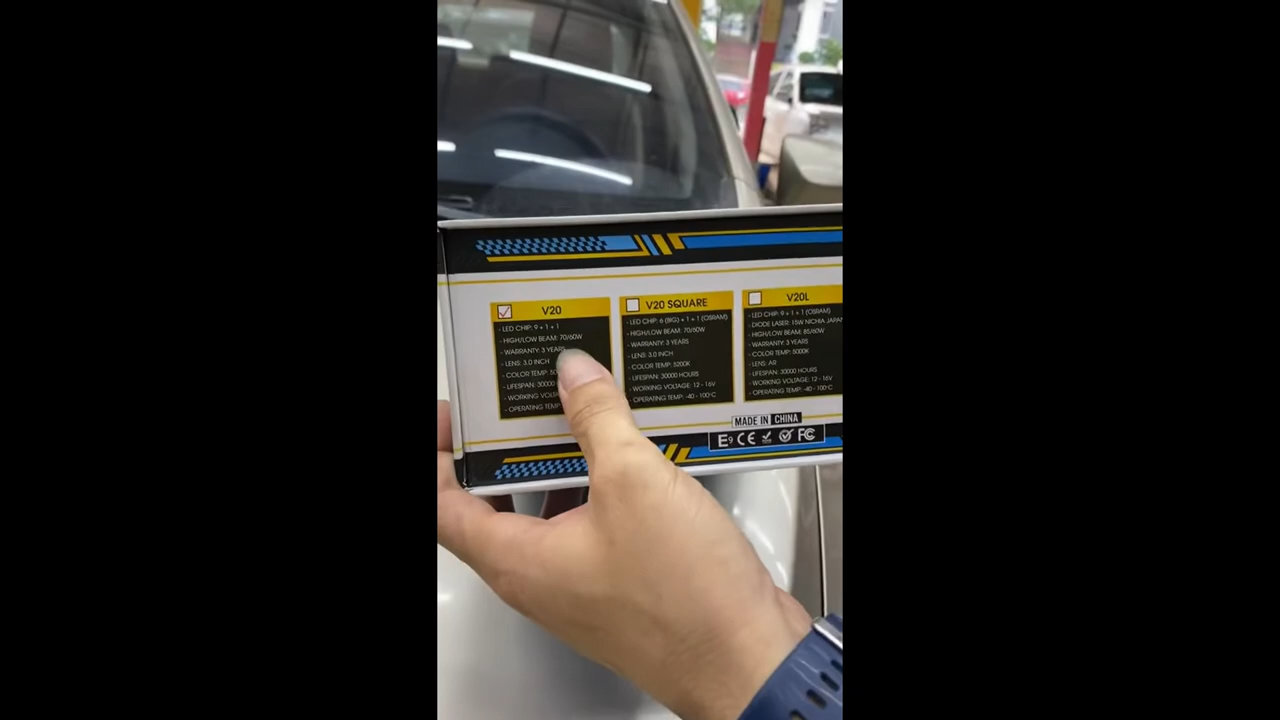 V20
- LED CHIP: 9 + 1 + 1
- HIGH/LOW BEAM: 70/60W
- WARRANTY: 3 YEARS
- LENS: 3.0 INCH
- COLOR TEMP:
- LIFESPAN: 30000
- WORKING
- OPERATING TEMP
V20 SQUARE
- LED CHIP: 6 (BIG) + 1 + 1 (OSRAM)
- HIGH/LOW BEAM: 70/60W
- WARRANTY: 3 YEARS
- LENS: 3.0 INCH
- COLOR TEMP: 5200K
- LIFESPAN: 30000 HOURS
- WORKING VOLTAGE: 12 - 16V
- OPERATING TEMP: -40 - 100°C
V20L
- LED CHIP: 9 + 1 + 1 (OSRAM)
- DIODE LASER: 15W NICHIA JAPAN
- HIGH/LOW BEAM: 85/60W
- WARRANTY: 3 YEARS
- COLOR TEMP: 5000K
- LENS: AR
- LIFESPAN: 30000 HOURS
- WORKING VOLTAGE: 12 - 16V
- OPERATING TEMP: -40 - 100°C
MADE IN CHINA
E9 CE FC